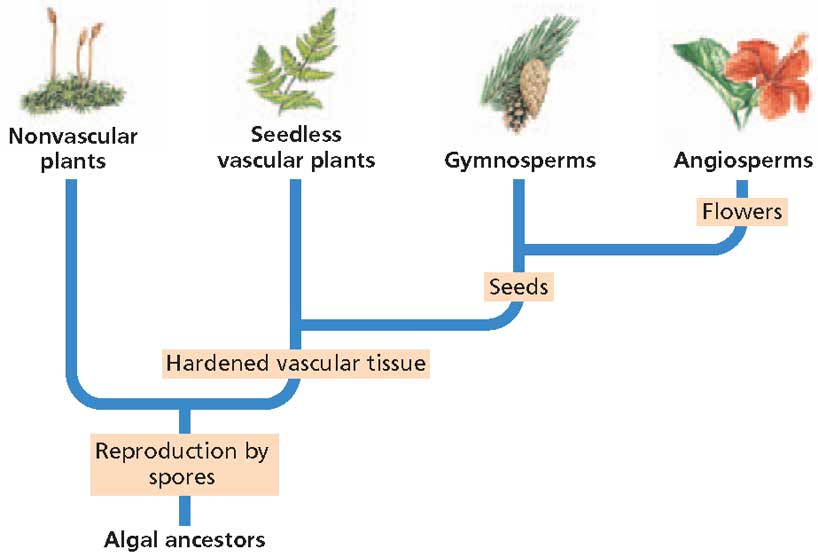 Nonvascular
plants
Seedless
vascular plants
Gymnosperms
Angiosperms
Flowers
Seeds
Hardened vascular tissue
Reproduction by
spores
Algal ancestors